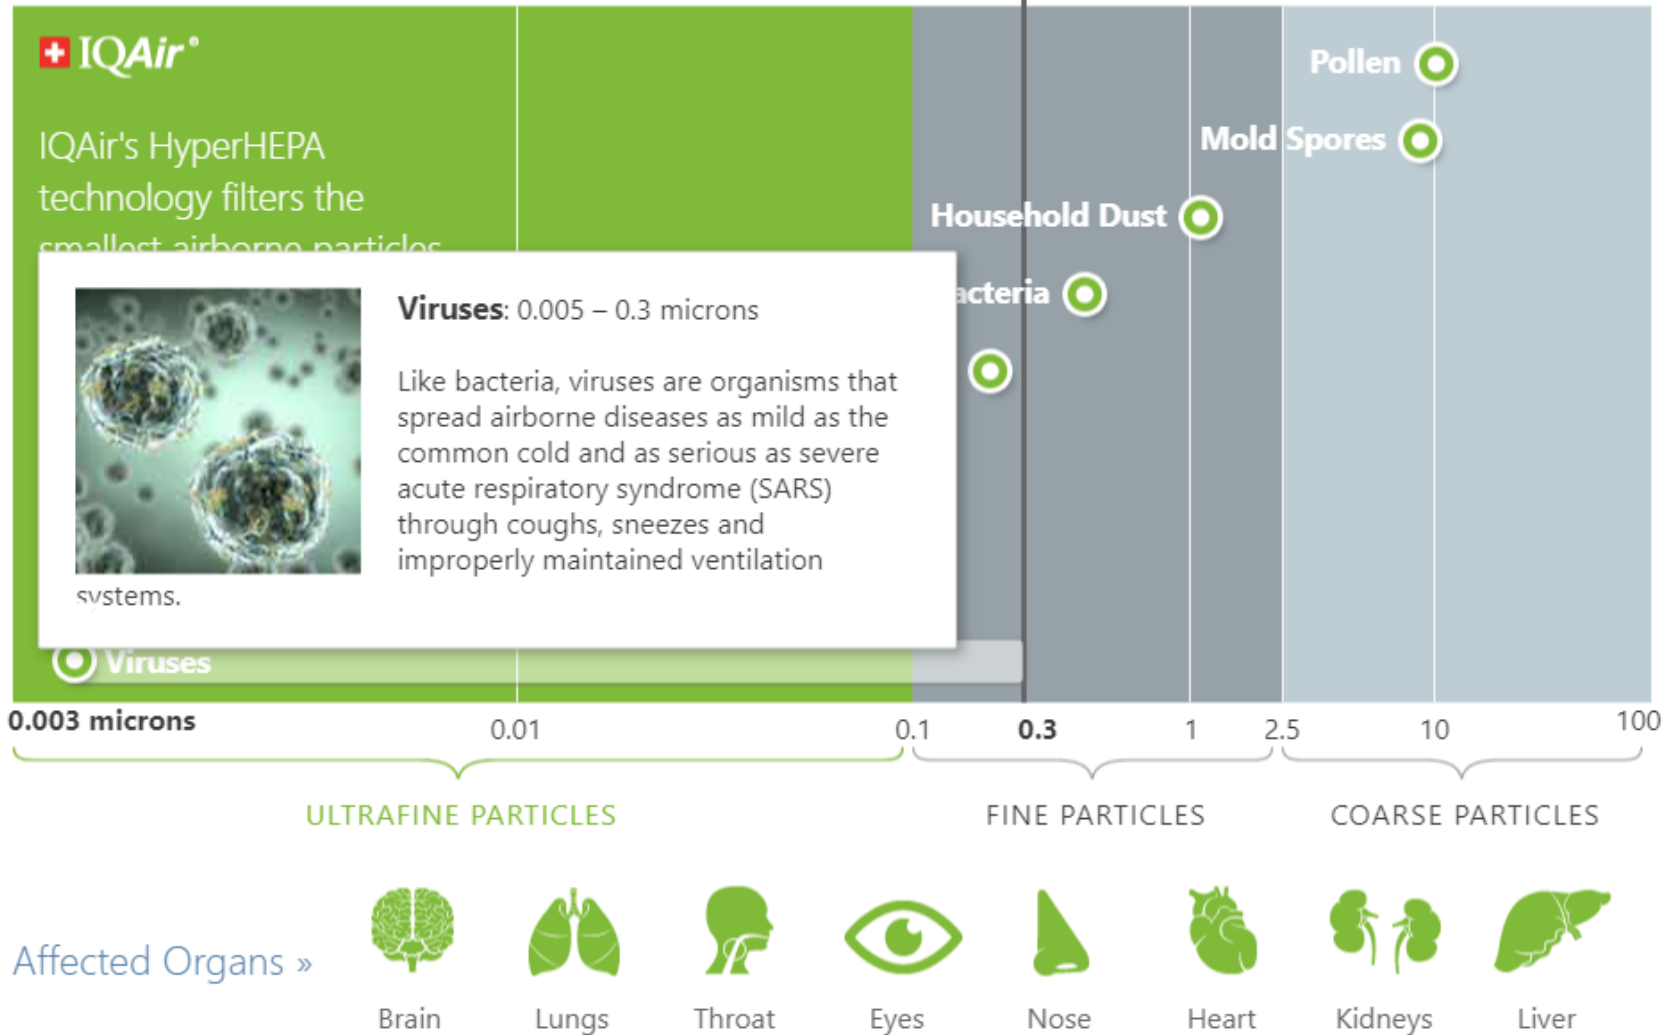 IQAir®
IQAir's HyperHEPA
technology filters the
smallest airborne particles
Pollen
Mold Spores
Household Dust
acteria
Viruses: 0.005 – 0.3 microns
Like bacteria, viruses are organisms that
spread airborne diseases as mild as the
common cold and as serious as severe
acute respiratory syndrome (SARS)
through coughs, sneezes and
improperly maintained ventilation
systems.
Viruses
0.003 microns 0.01 0.1 0.3 1 2.5 10 100
ULTRAFINE PARTICLES FINE PARTICLES COARSE PARTICLES
Affected Organs »
Brain Lungs Throat Eyes Nose Heart Kidneys Liver